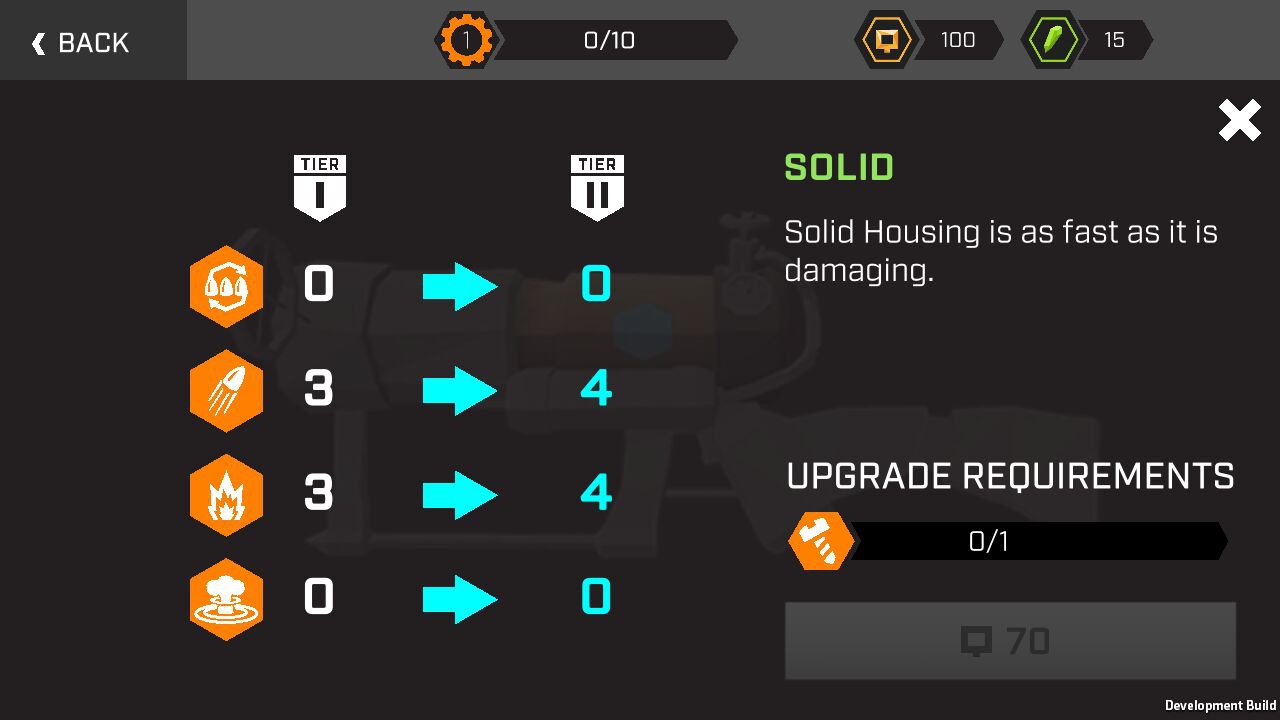 BACK
1
0/10
100
15
TIER
I
TIER
II
SOLID
Solid Housing is as fast as it is
damaging.
0
0
3
4
3
4
0
0
UPGRADE REQUIREMENTS
0/1
70
Development Build